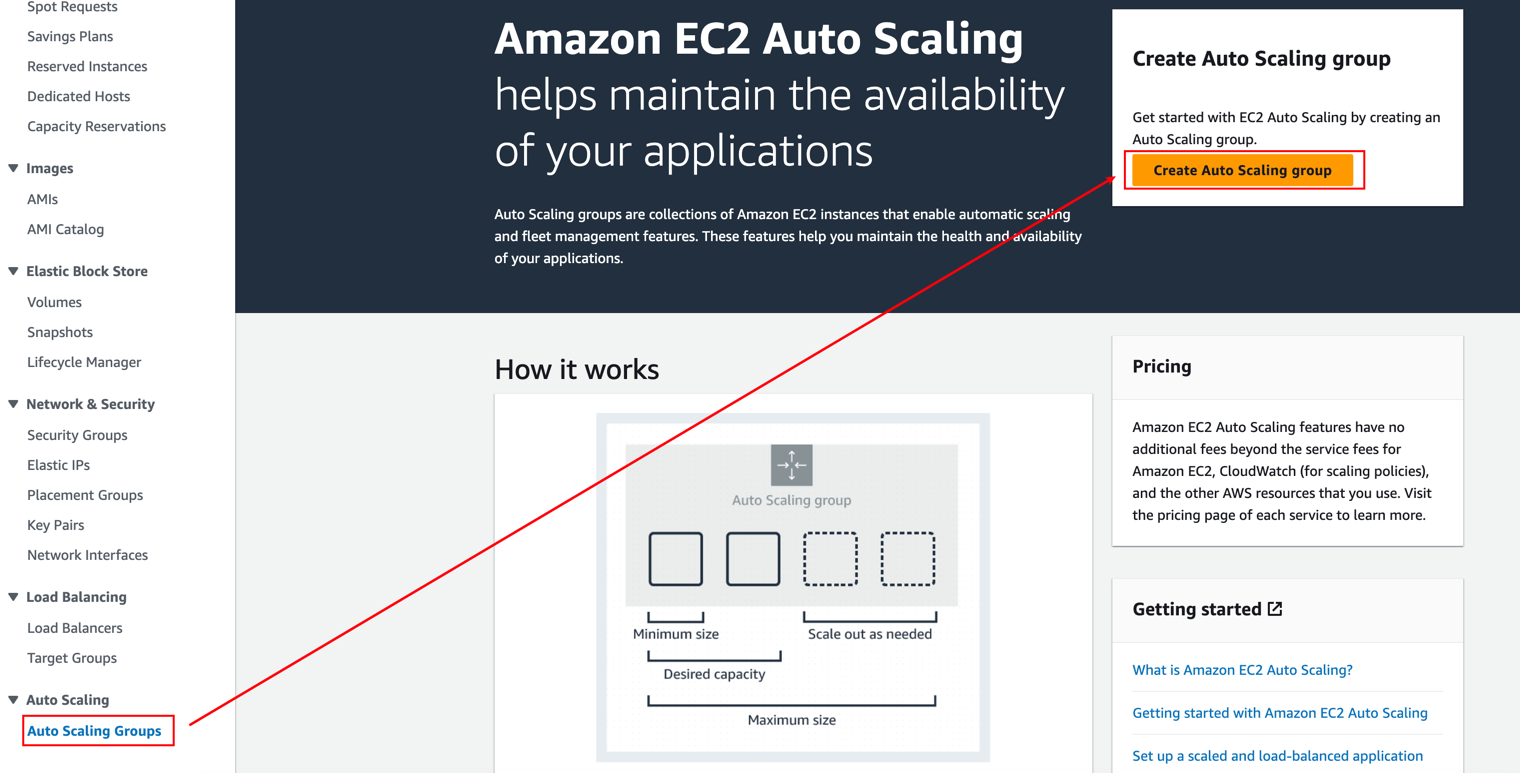 Spot Requests
Savings Plans
Reserved Instances
Dedicated Hosts
Capacity Reservations
Images
AMIs
AMI Catalog
Elastic Block Store
Volumes
Snapshots
Lifecycle Manager
Network & Security
Security Groups
Elastic IPs
Placement Groups
Key Pairs
Network Interfaces
Load Balancing
Load Balancers
Target Groups
Auto Scaling
Auto Scaling Groups
Amazon EC2 Auto Scaling
helps maintain the availability
of your applications
Auto Scaling groups are collections of Amazon EC2 instances that enable automatic scaling
and fleet management features. These features help you maintain the health and availability
of your applications.
Create Auto Scaling group
Get started with EC2 Auto Scaling by creating an
Auto Scaling group.
Create Auto Scaling group
How it works
Auto Scaling group
Minimum size
Scale out as needed
Desired capacity
Maximum size
Pricing
Amazon EC2 Auto Scaling features have no
additional fees beyond the service fees for
Amazon EC2, CloudWatch (for scaling policies),
and the other AWS resources that you use. Visit
the pricing page of each service to learn more.
Getting started
What is Amazon EC2 Auto Scaling?
Getting started with Amazon EC2 Auto Scaling
Set up a scaled and load-balanced application